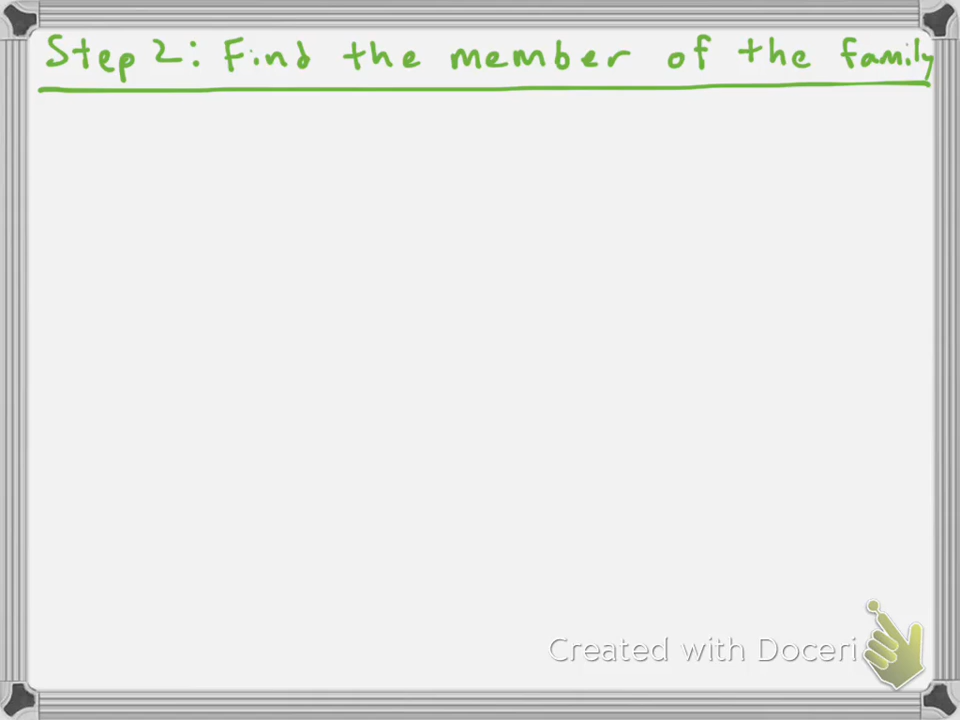 Step 2: Find the member of the family
Created with Doceri